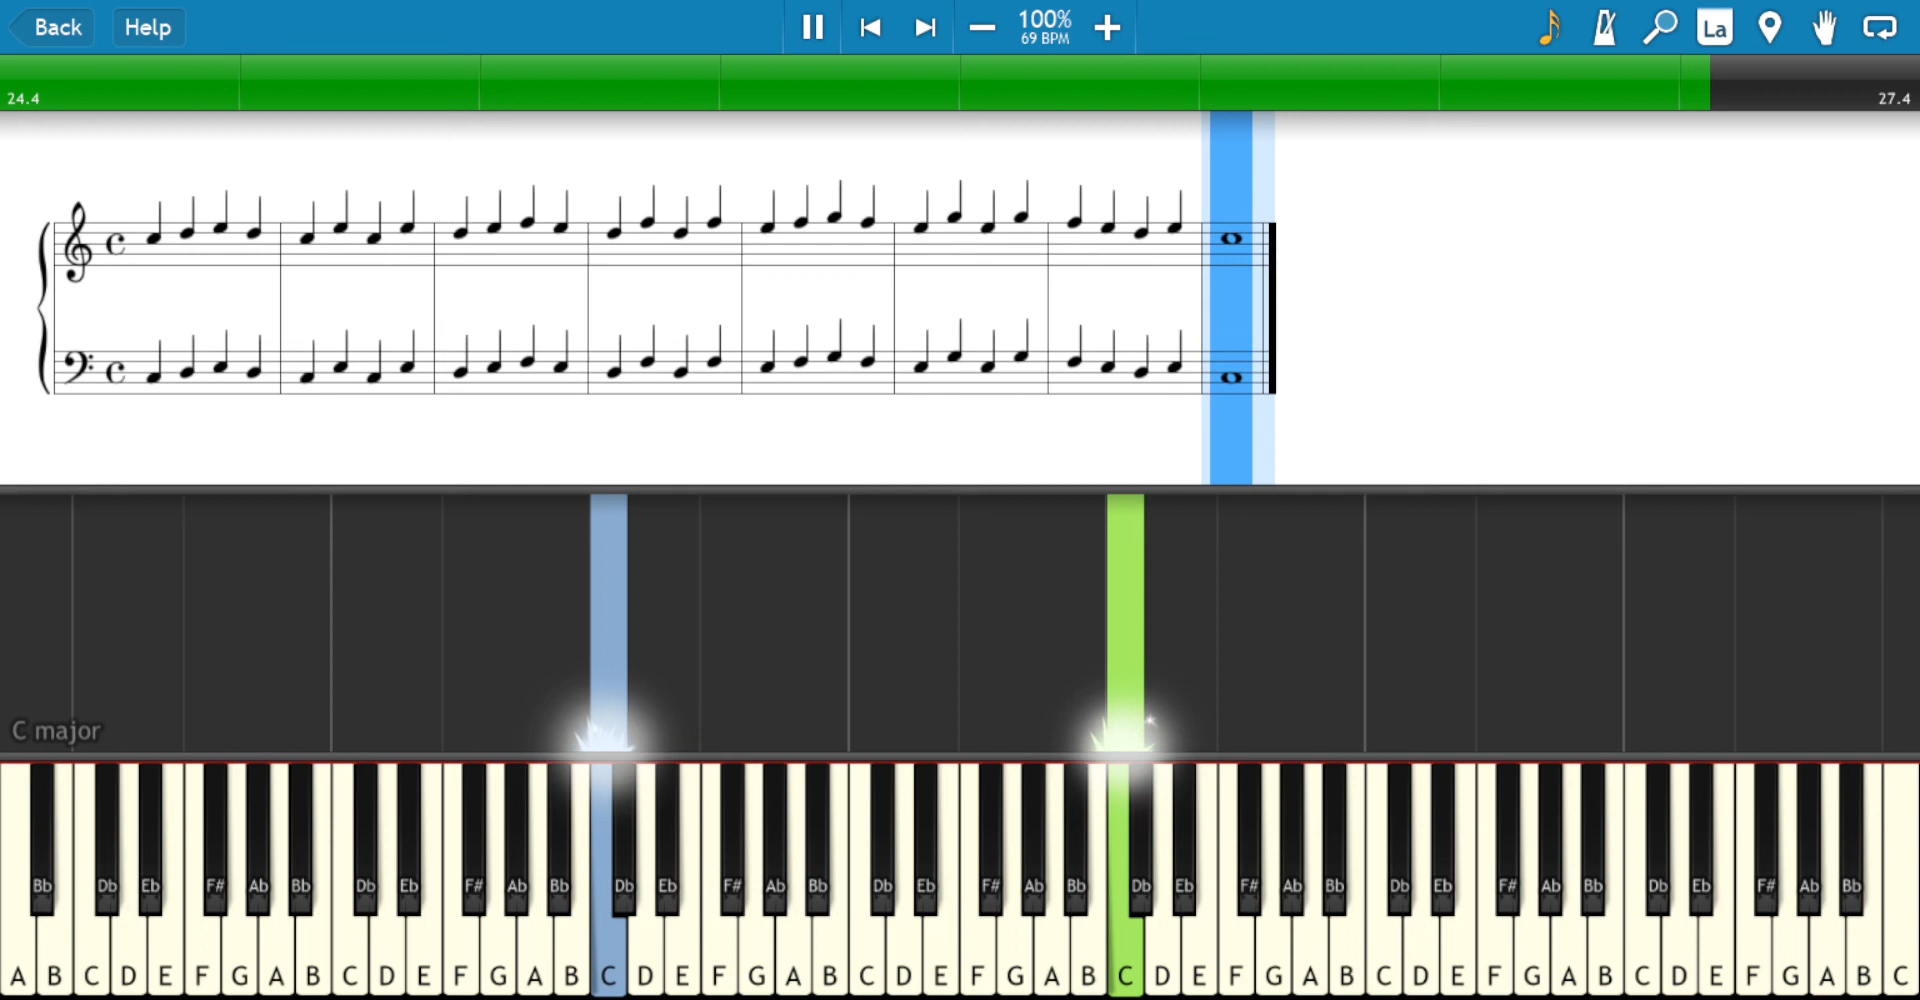 Back Help 100% La
69 BPM
24.4 27.4
C major
Bb Db Eb F# Ab Bb Db Eb F# Ab Bb Db Eb F# Ab Bb Db Eb F# Ab Bb Db Eb F# Ab Bb Db Eb F# Ab Bb Db Eb F# Ab Bb
A B C D E F G A B C D E F G A B C D E F G A B C D E F G A B C D E F G A B C D E F G A B C D E F G A B C